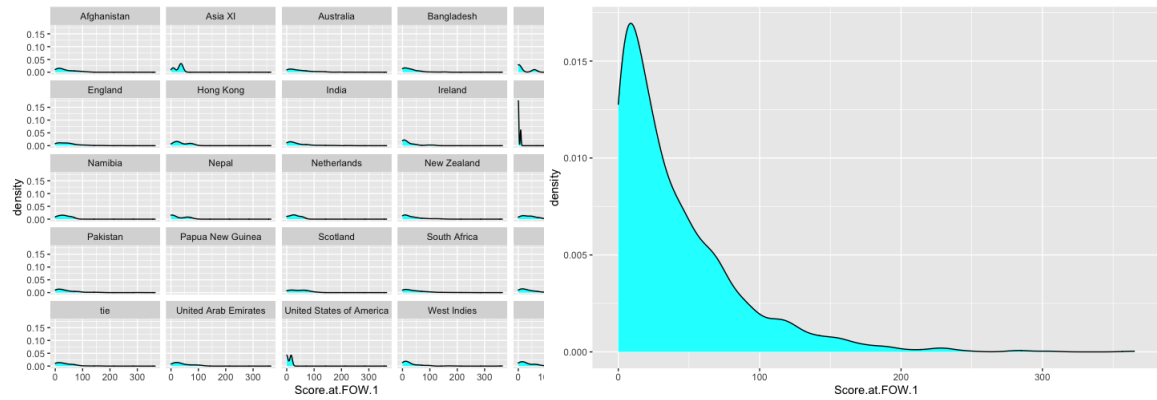 Afghanistan Asia XI Australia Bangladesh
0.15
0.10
0.05
0.00
England Hong Kong India Ireland
0.15
0.10
0.05
0.00
Namibia Nepal Netherlands New Zealand
0.15
0.10
0.05
0.00
Pakistan Papua New Guinea Scotland South Africa
0.15
0.10
0.05
0.00
tie United Arab Emirates United States of America West Indies
0.15
0.10
0.05
0.00
0 100 200 300 0 100 200 300 0 100 200 300 0 100 200 300 0
Score.at.FOW.1
density
0.015
0.010
0.005
0.000
0 100 200 300
Score.at.FOW.1
density